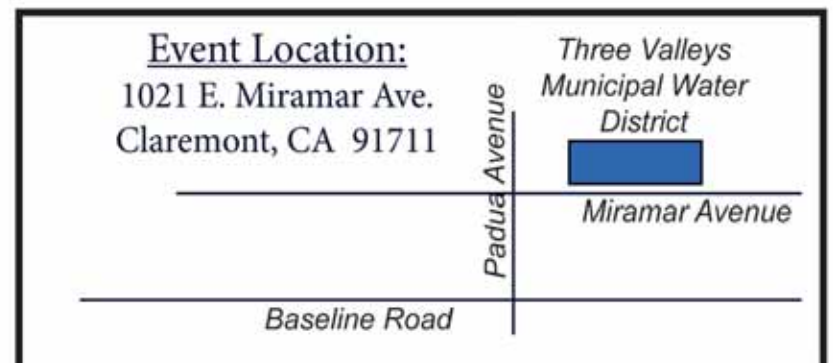 Event Location:
1021 E. Miramar Ave.
Claremont, CA 91711
Three Valleys
Municipal Water
District
Padua Avenue
Miramar Avenue
Baseline Road